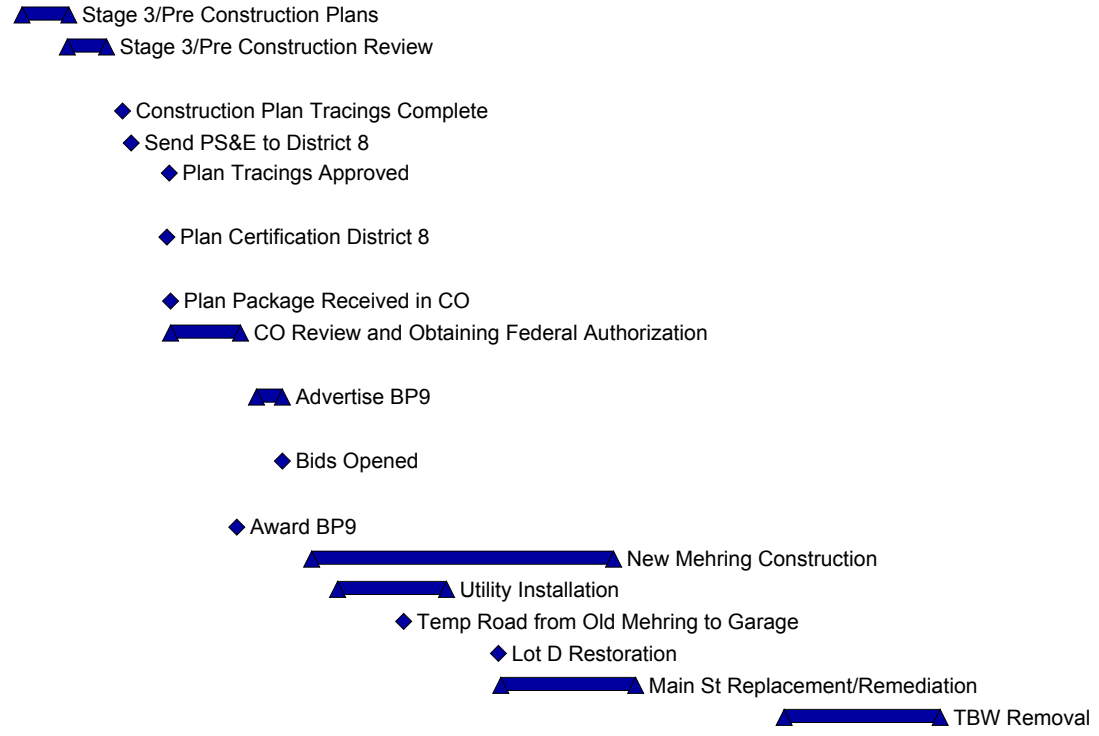 Stage 3/Pre Construction Plans
Stage 3/Pre Construction Review
Construction Plan Tracings Complete
Send PS&E to District 8
Plan Tracings Approved
Plan Certification District 8
Plan Package Received in CO
CO Review and Obtaining Federal Authorization
Advertise BP9
Bids Opened
Award BP9
New Mehring Construction
Utility Installation
Temp Road from Old Mehring to Garage
Lot D Restoration
Main St Replacement/Remediation
TBW Removal